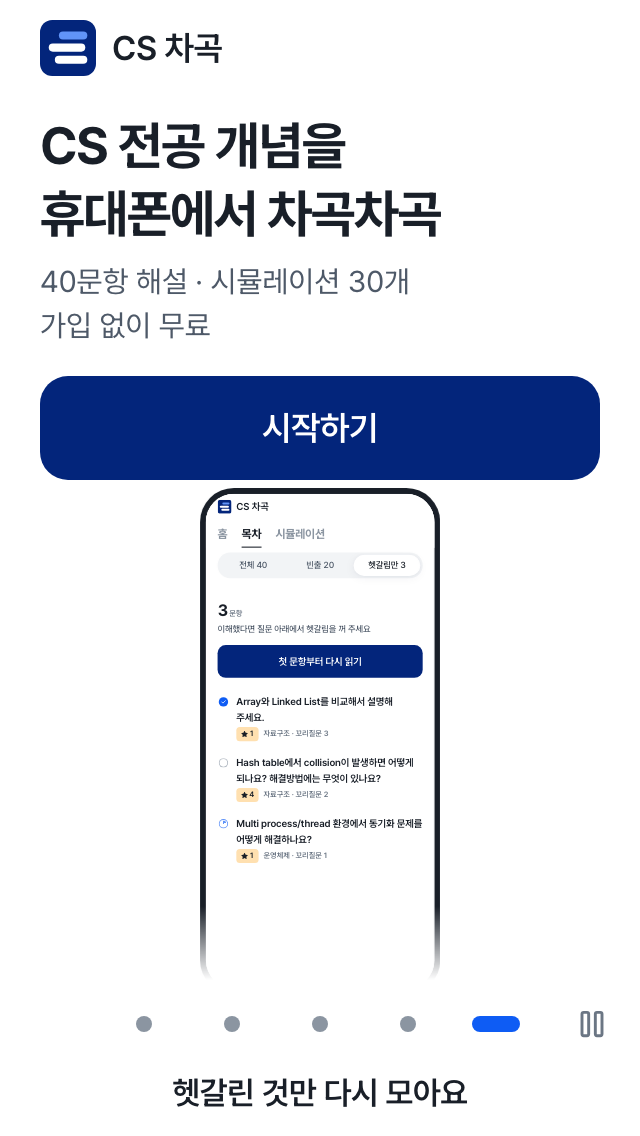 CS 차곡
CS 전공 개념을
휴대폰에서 차곡차곡
40문항 해설 · 시뮬레이션 30개
가입 없이 무료
시작하기
CS 차곡
홈 목차 시뮬레이션
전체 40 빈출 20 헷갈림만 3
3문항
이해했다면 질문 아래에서 헷갈림을 꺼 주세요
첫 문항부터 다시 읽기
Array와 Linked List를 비교해서 설명해
주세요.
★1 자료구조 · 꼬리질문 3
Hash table에서 collision이 발생하면 어떻게
되나요? 해결방법에는 무엇이 있나요?
★4 자료구조 · 꼬리질문 2
Multi process/thread 환경에서 동기화 문제를
어떻게 해결하나요?
★1 운영체제 · 꼬리질문 1
헷갈린 것만 다시 모아요